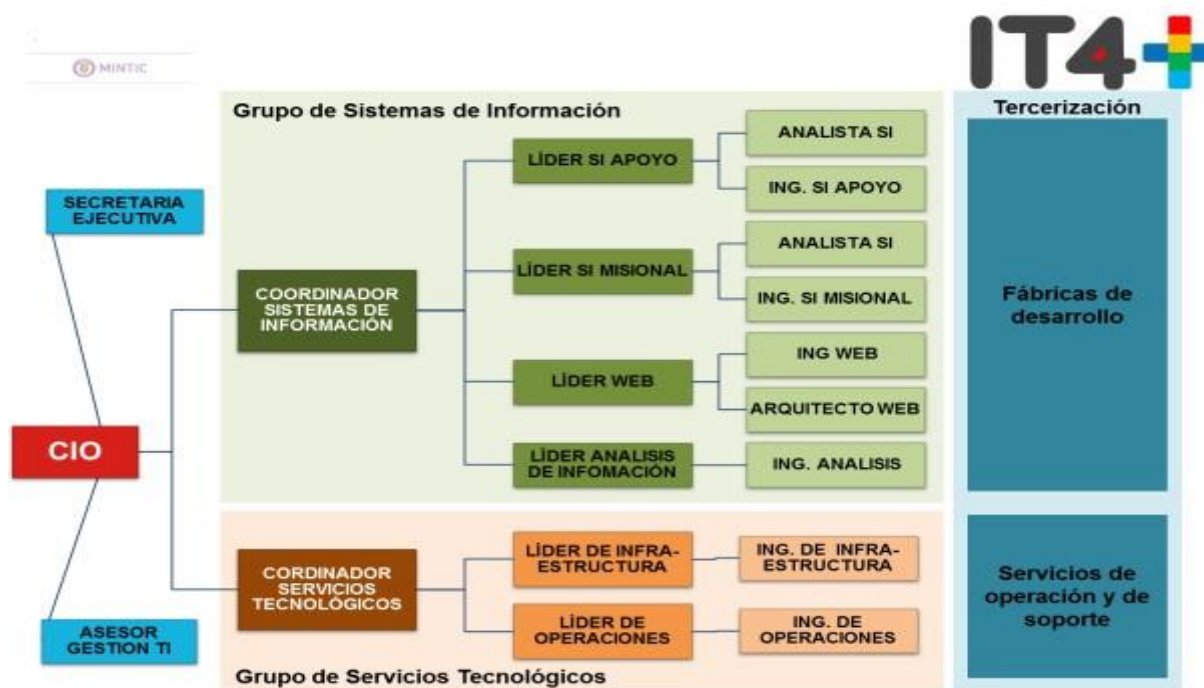 MINTIC
IT4+
Grupo de Sistemas de Información
Tercerización
SECRETARIA
EJECUTIVA
CIO
ASESOR
GESTION TI
COORDINADOR
SISTEMAS DE
INFORMACIÓN
LÍDER SI APOYO
ANALISTA SI
ING. SI APOYO
LÍDER SI MISIONAL
ANALISTA SI
ING. SI MISIONAL
LÍDER WEB
ING WEB
ARQUITECTO WEB
LÍDER ANALISIS
DE INFOMACIÓN
ING. ANALISIS
Fábricas de
desarrollo
CORDINADOR
SERVICIOS
TECNOLÓGICOS
LÍDER DE INFRA-
ESTRUCTURA
ING. DE INFRA-
ESTRUCTURA
LÍDER DE
OPERACIONES
ING. DE
OPERACIONES
Servicios de
operación y de
soporte
Grupo de Servicios Tecnológicos